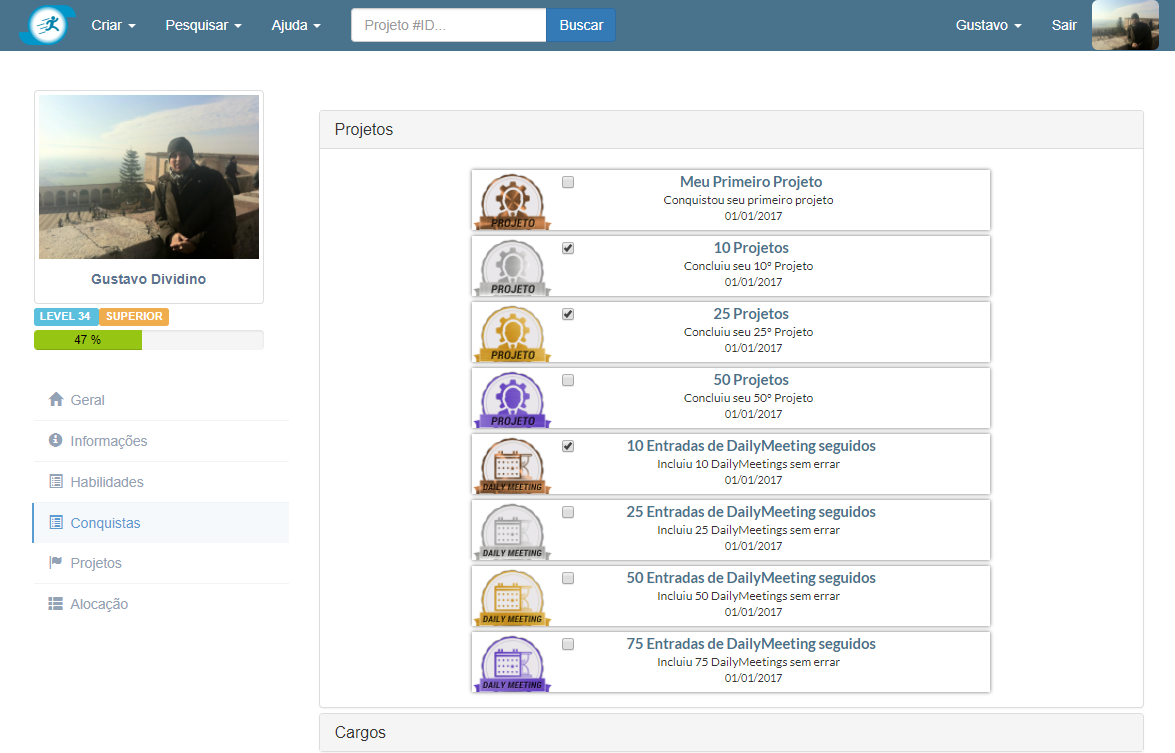 Criar Pesquisar Ajuda Projeto #ID... Buscar Gustavo Sair
Gustavo Dividino
LEVEL 34 SUPERIOR
47 %
Geral
Informações
Habilidades
Conquistas
Projetos
Alocação
Projetos
PROJETO
Meu Primeiro Projeto
Conquistou seu primeiro projeto
01/01/2017
PROJETO
10 Projetos
Concluiu seu 10º Projeto
01/01/2017
PROJETO
25 Projetos
Concluiu seu 25º Projeto
01/01/2017
PROJETO
50 Projetos
Concluiu seu 50º Projeto
01/01/2017
DAILY MEETING
10 Entradas de DailyMeeting seguidos
Incluiu 10 DailyMeetings sem errar
01/01/2017
DAILY MEETING
25 Entradas de DailyMeeting seguidos
Incluiu 25 DailyMeetings sem errar
01/01/2017
DAILY MEETING
50 Entradas de DailyMeeting seguidos
Incluiu 50 DailyMeetings sem errar
01/01/2017
DAILY MEETING
75 Entradas de DailyMeeting seguidos
Incluiu 75 DailyMeetings sem errar
01/01/2017
Cargos